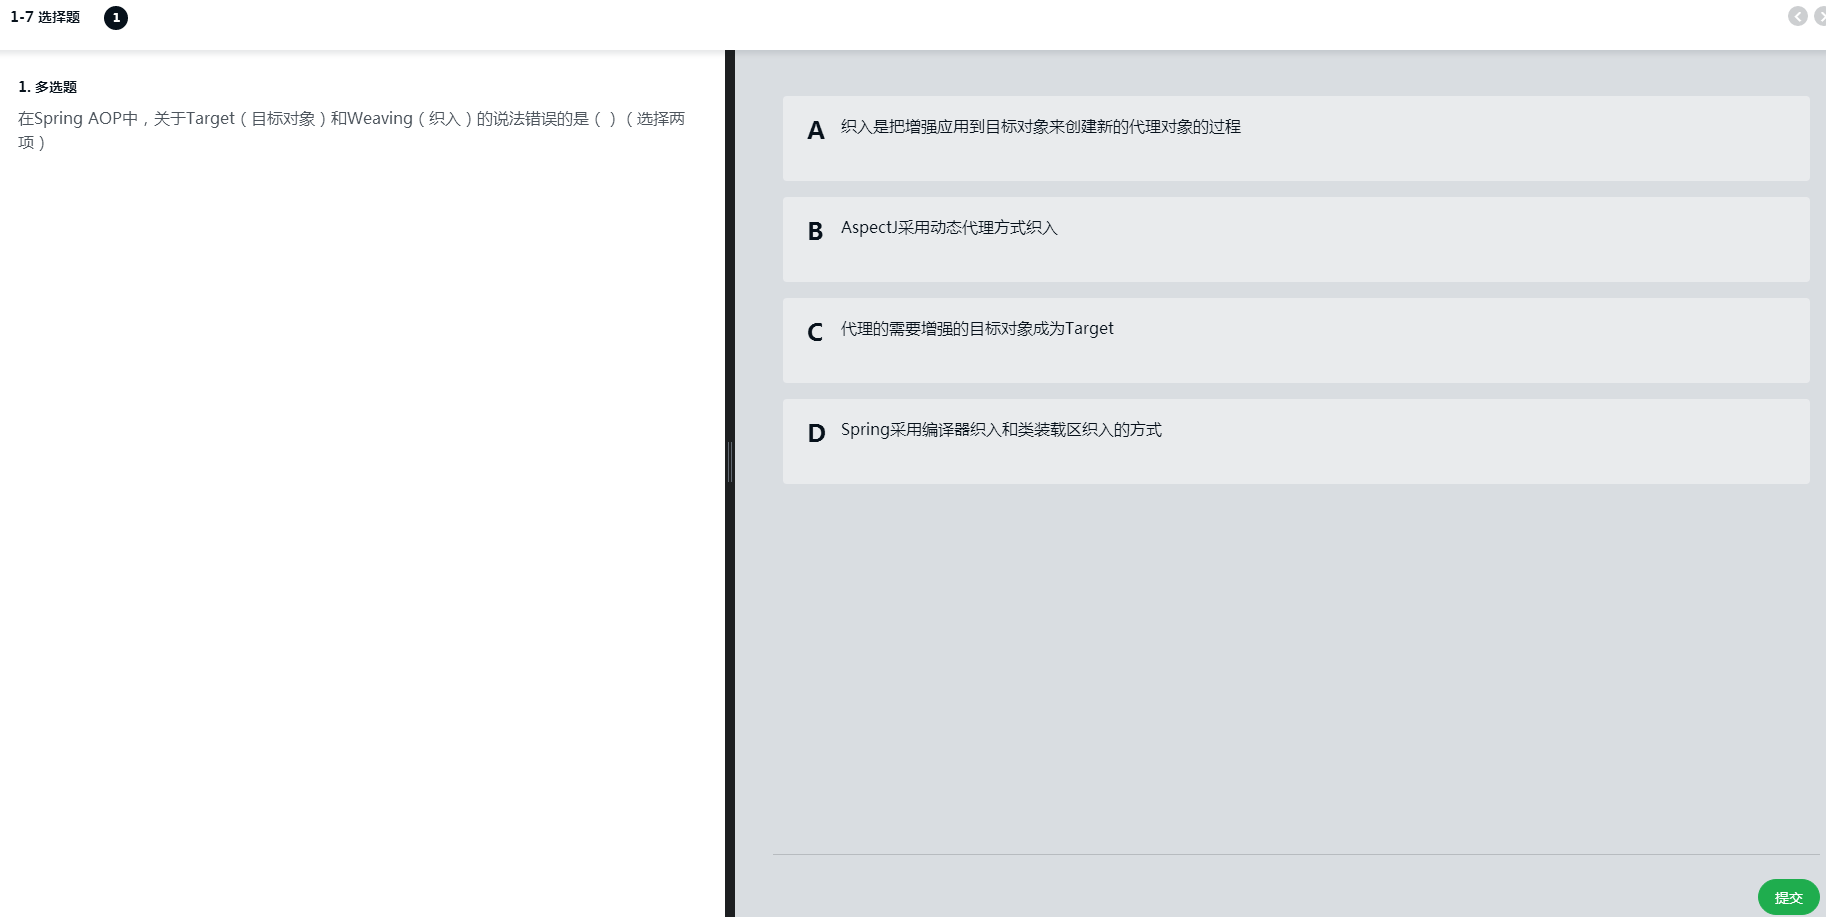 1-7 选择题 1
1. 多选题
在Spring AOP中，关于Target（目标对象）和Weaving（织入）的说法错误的是（ ）（选择两
项）
A 织入是把增强应用到目标对象来创建新的代理对象的过程
B AspectJ采用动态代理方式织入
C 代理的需要增强的目标对象成为Target
D Spring采用编译器织入和类装载区织入的方式
提交